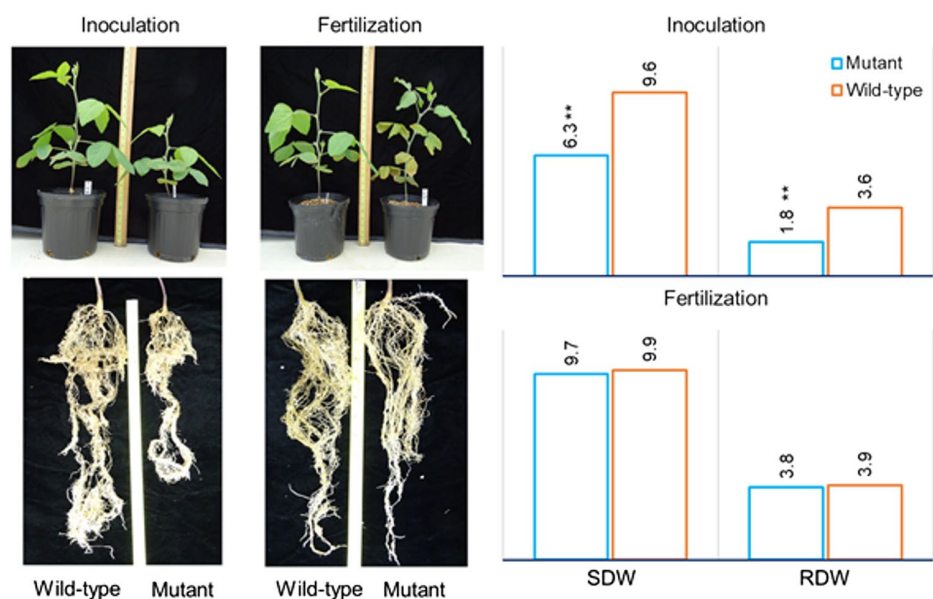 Inoculation
Fertilization
Wild-type
Mutant
Wild-type
Mutant
Inoculation
Mutant
Wild-type
6.3**
9.6
1.8 **
3.6
Fertilization
9.7
9.9
3.8
3.9
SDW
RDW